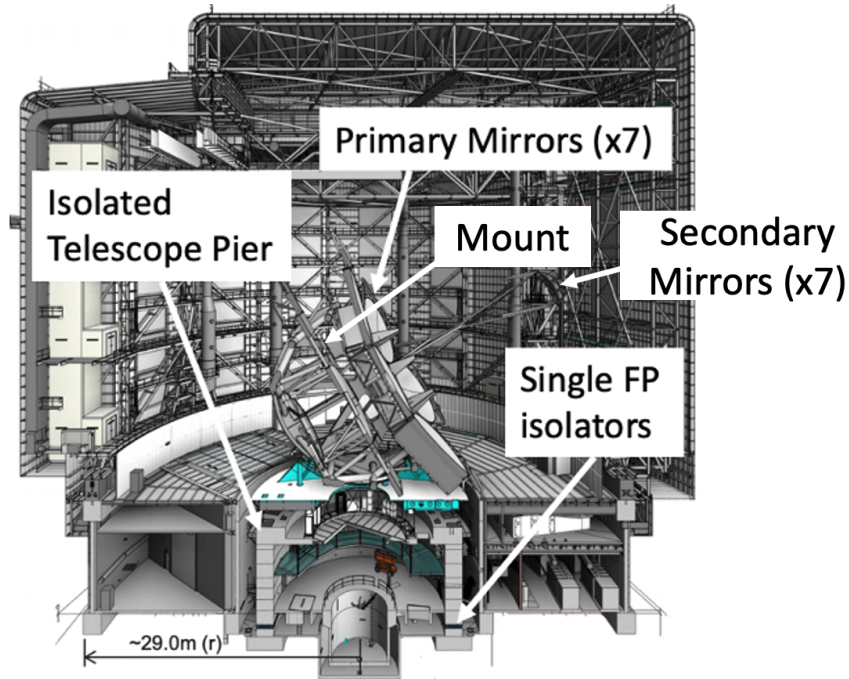 Primary Mirrors (x7)
Isolated
Telescope Pier
Mount
Secondary
Mirrors (x7)
Single FP
isolators
~29.0m (r)